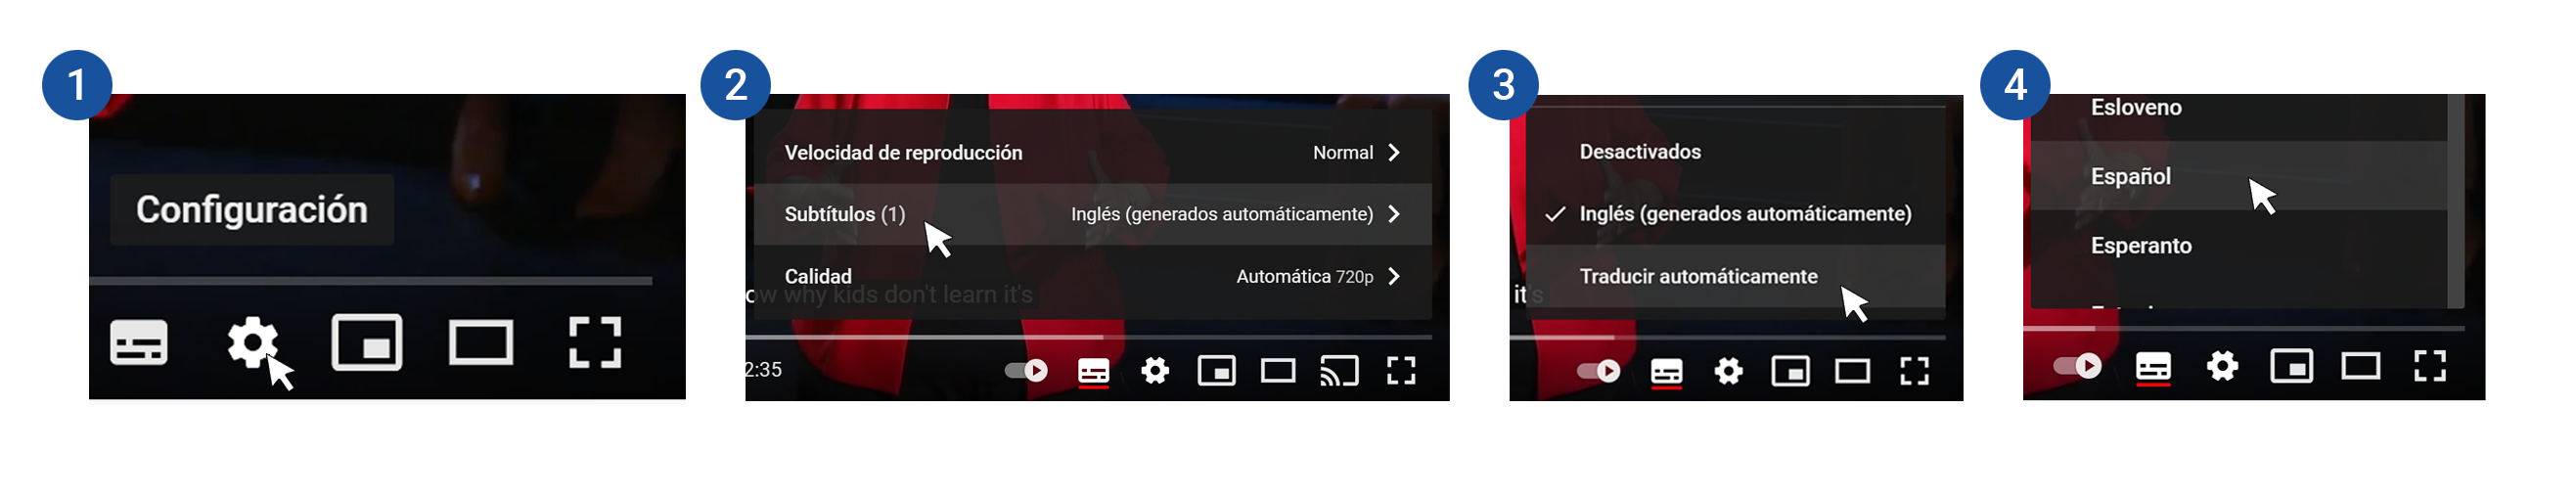 1
Configuración
2
Velocidad de reproducción Normal
Subtítulos (1) Inglés (generados automáticamente)
Calidad Automática 720p
ow why kids don't learn it's
2:35
3
Desactivados
Inglés (generados automáticamente)
Traducir automáticamente
it's
4
Esloveno
Español
Esperanto